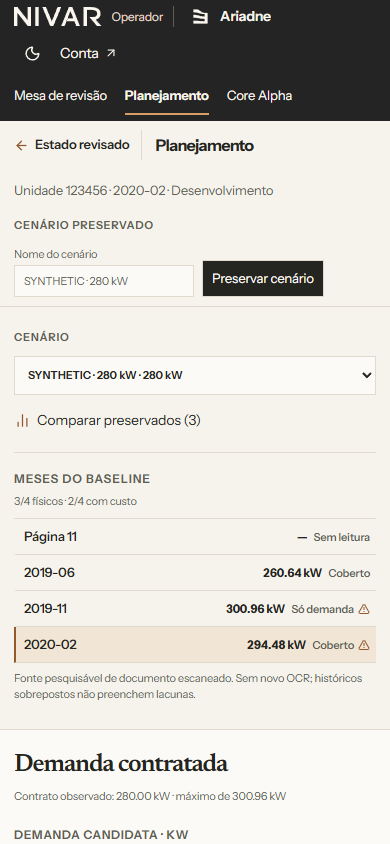 NIVAR Operador Ariadne
Conta
Mesa de revisão Planejamento Core Alpha
Estado revisado Planejamento
Unidade 123456 · 2020-02 · Desenvolvimento
CENÁRIO PRESERVADO
Nome do cenário
SYNTHETIC · 280 kW Preservar cenário
CENÁRIO
SYNTHETIC · 280 kW · 280 kW
Comparar preservados (3)
MESES DO BASELINE
3/4 físicos · 2/4 com custo
Página 11 — Sem leitura
2019-06 260.64 kW Coberto
2019-11 300.96 kW Só demanda
2020-02 294.48 kW Coberto
Fonte pesquisável de documento escaneado. Sem novo OCR; históricos
sobrepostos não preenchem lacunas.
Demanda contratada
Contrato observado: 280.00 kW · máximo de 300.96 kW
DEMANDA CANDIDATA · KW